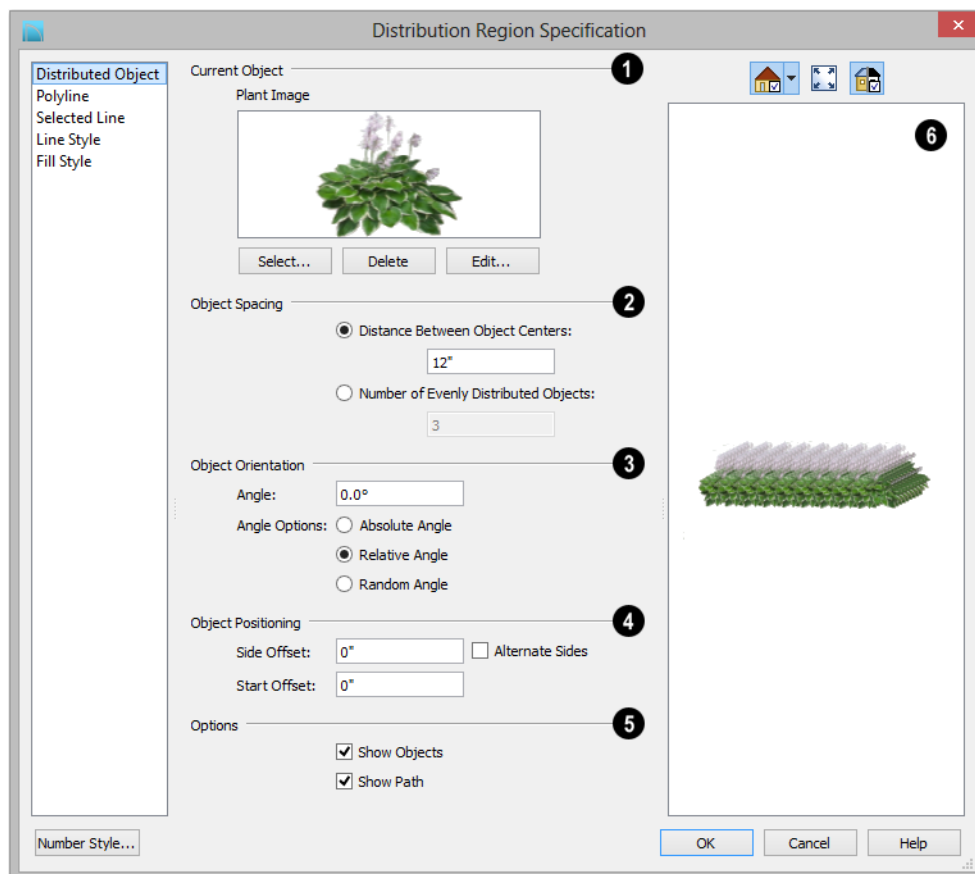 Distribution Region Specification
Distributed Object
Polyline
Selected Line
Line Style
Fill Style
Current Object 1
Plant Image
Select... Delete Edit...
Object Spacing 2
Distance Between Object Centers:
12"
Number of Evenly Distributed Objects:
3
Object Orientation 3
Angle: 0.0°
Angle Options: Absolute Angle
Relative Angle
Random Angle
Object Positioning 4
Side Offset: 0" Alternate Sides
Start Offset: 0"
Options 5
Show Objects
Show Path
6
Number Style... OK Cancel Help